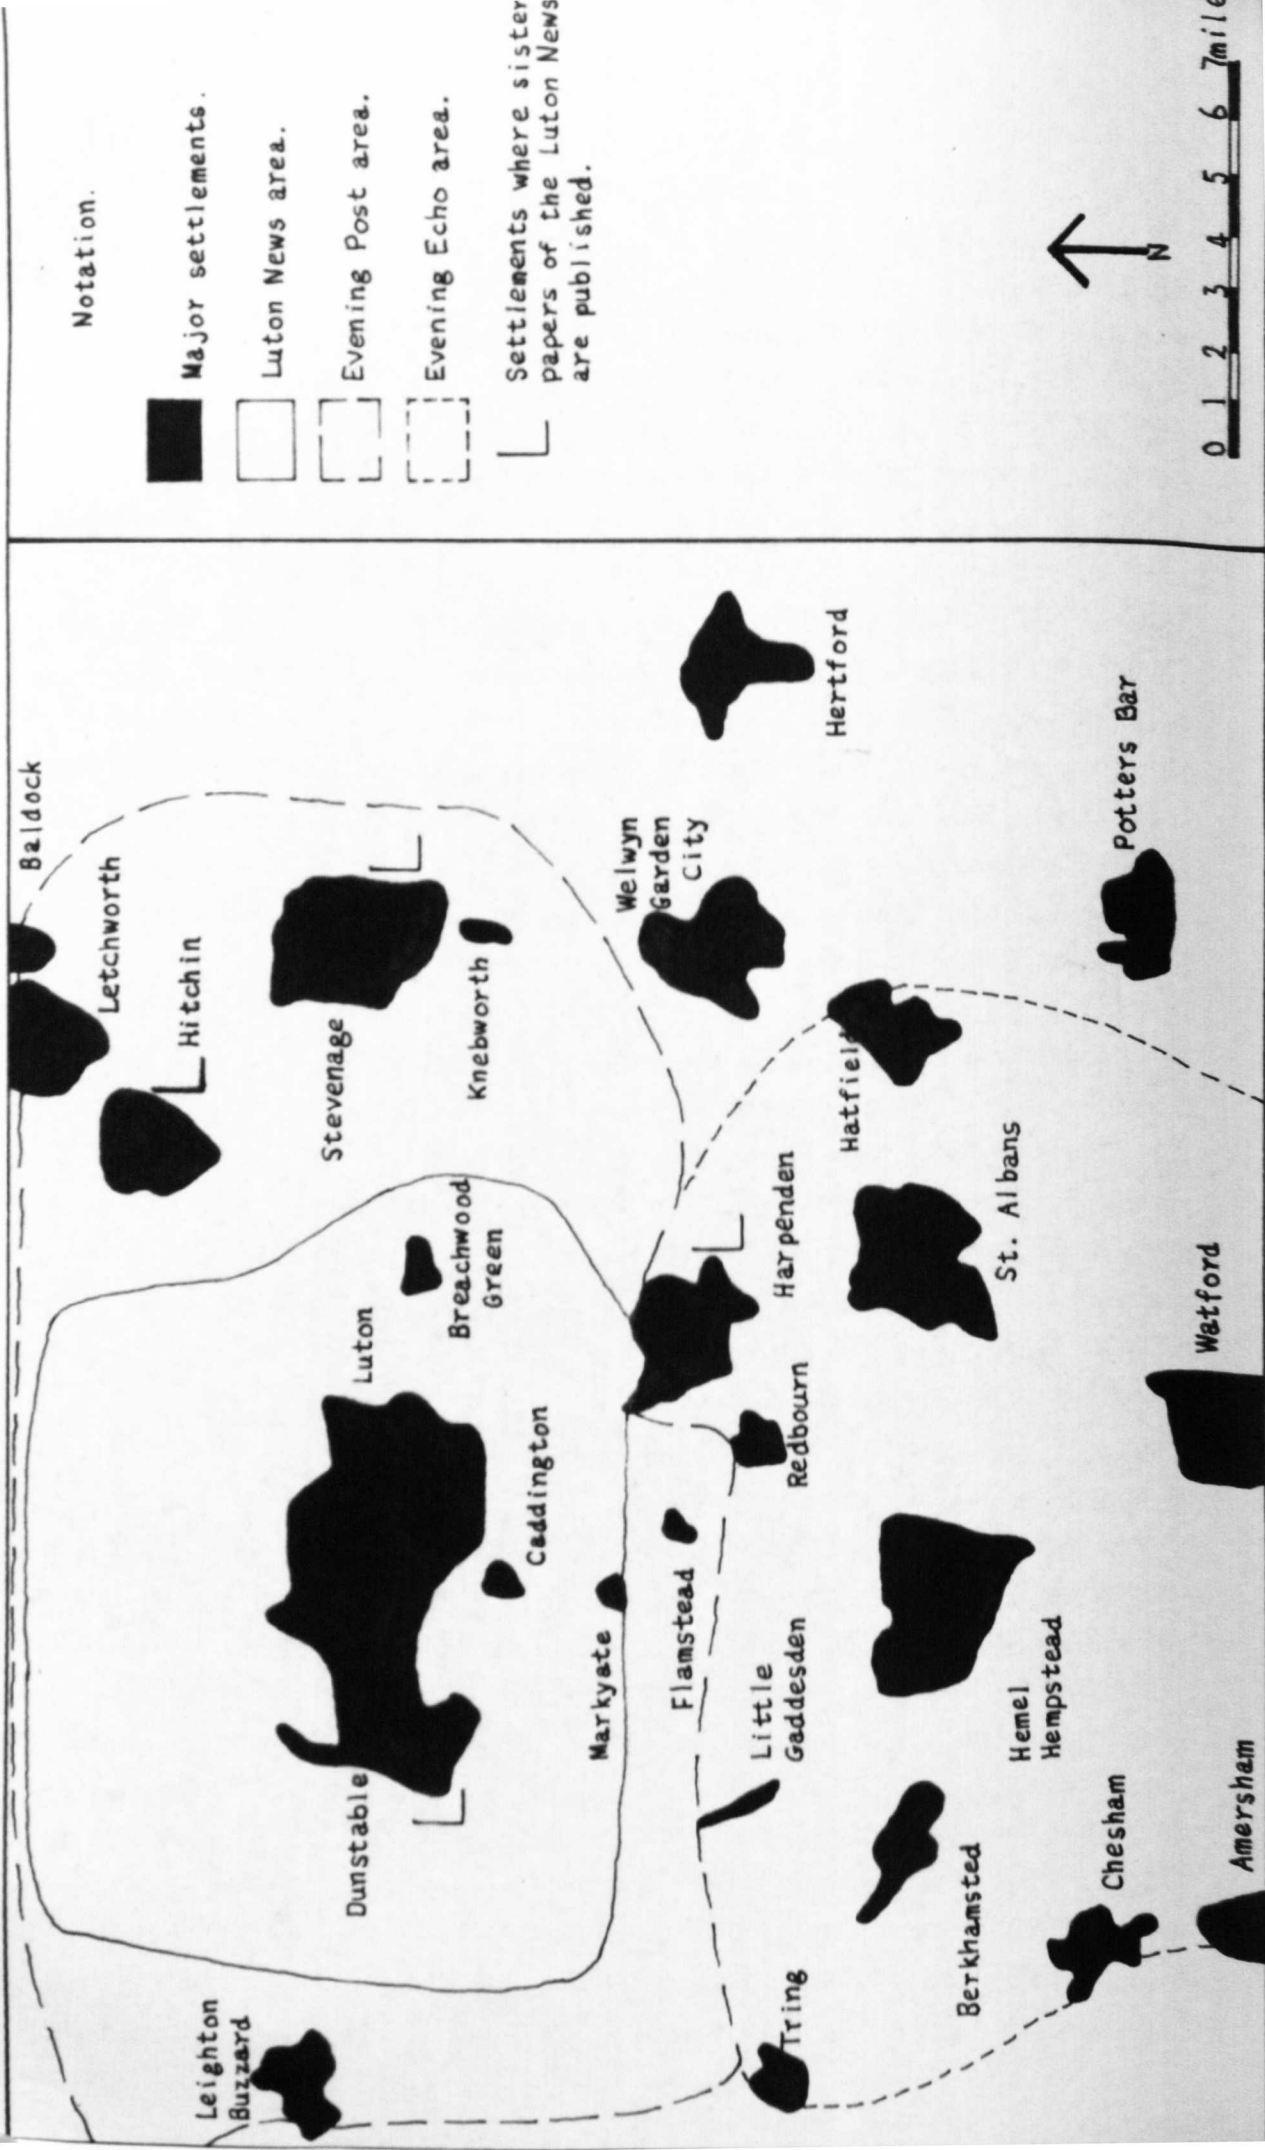 Baldock
Letchworth
Hitchin
Stevenage
Knebworth
Welwyn
Garden
City
Hertford
Leighton
Buzzard
Luton
Breachwood
Green
Dunstable
Caddington
Markyate
Flamstead
Harpenden
Redbourn
Little
Gaddesden
Hatfield
St. Albans
Tring
Berkhamsted
Hemel
Hempstead
Potters Bar
Chesham
Watford
Amersham
Notation.
Major settlements.
Luton News area.
Evening Post area.
Evening Echo area.
Settlements where sister
papers of the Luton News
are published.
N
0 1 2 3 4 5 6 7mile